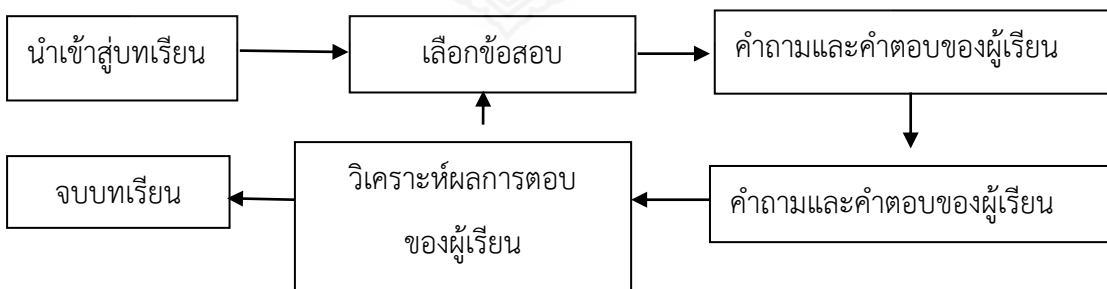 นำเข้าสู่บทเรียน
เลือกข้อสอบ
คำถามและคำตอบของผู้เรียน
จบบทเรียน
วิเคราะห์ผลการตอบ
ของผู้เรียน
คำถามและคำตอบของผู้เรียน